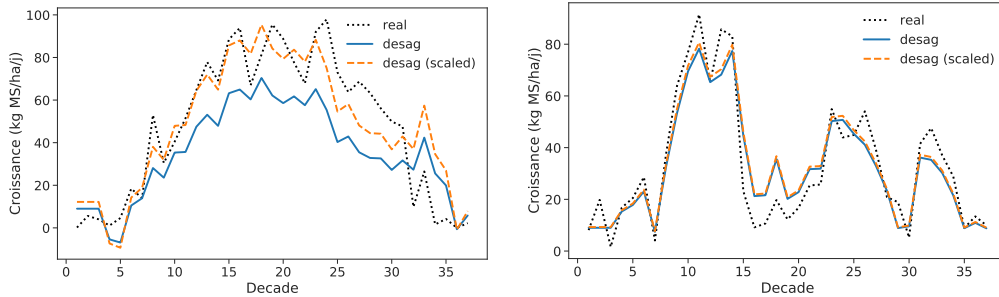 100
80
60
40
20
0
Croissance (kg MS/ha/j)
0 5 10 15 20 25 30 35
Decade
real
desag
desag (scaled)
80
60
40
20
0
Croissance (kg MS/ha/j)
0 5 10 15 20 25 30 35
Decade
real
desag
desag (scaled)